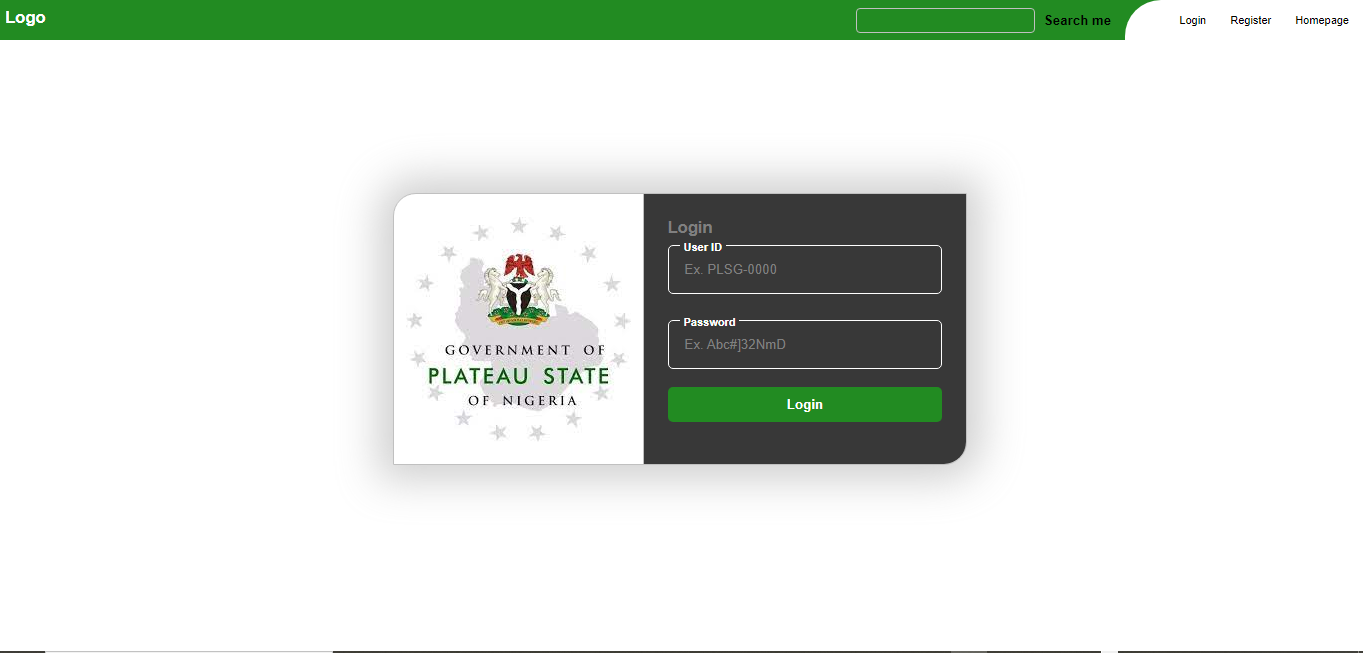 Logo
Search me
Login
Register
Homepage
GOVERNMENT OF
PLATEAU STATE
OF NIGERIA
Login
User ID
Ex. PLSG-0000
Password
Ex. Abc#]32NmD
Login